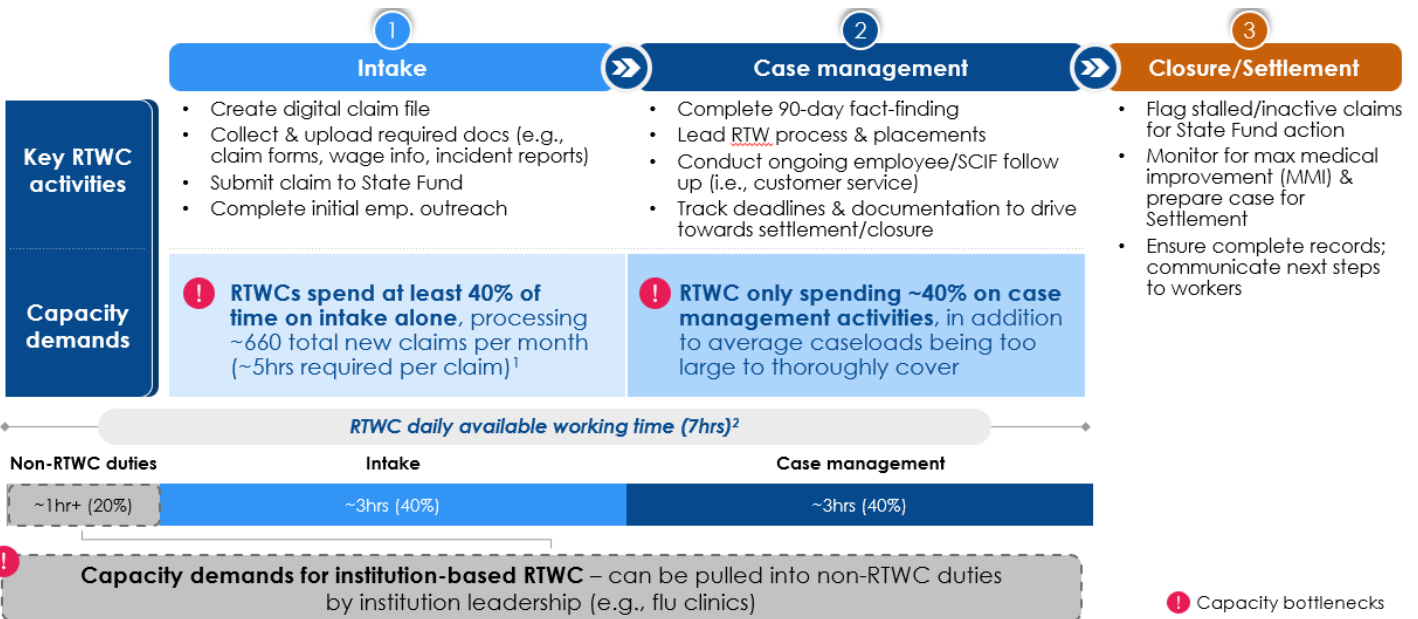 1
2
3
Intake
Case management
Closure/Settlement
Key RTWC
activities
• Create digital claim file
• Collect & upload required docs (e.g.,
claim forms, wage info, incident reports)
• Submit claim to State Fund
• Complete initial emp. outreach
• Complete 90-day fact-finding
• Lead RTW process & placements
• Conduct ongoing employee/SCIF follow
up (i.e., customer service)
• Track deadlines & documentation to drive
towards settlement/closure
• Flag stalled/inactive claims
for State Fund action
• Monitor for max medical
improvement (MMI) &
prepare case for
Settlement
• Ensure complete records;
communicate next steps
to workers
Capacity
demands
! RTWCs spend at least 40% of
time on intake alone, processing
~660 total new claims per month
(~5hrs required per claim)¹
! RTWC only spending ~40% on case
management activities, in addition
to average caseloads being too
large to thoroughly cover
RTWC daily available working time (7hrs)²
Non-RTWC duties
Intake
Case management
~1hr+ (20%)
~3hrs (40%)
~3hrs (40%)
! Capacity demands for institution-based RTWC – can be pulled into non-RTWC duties
by institution leadership (e.g., flu clinics)
! Capacity bottlenecks